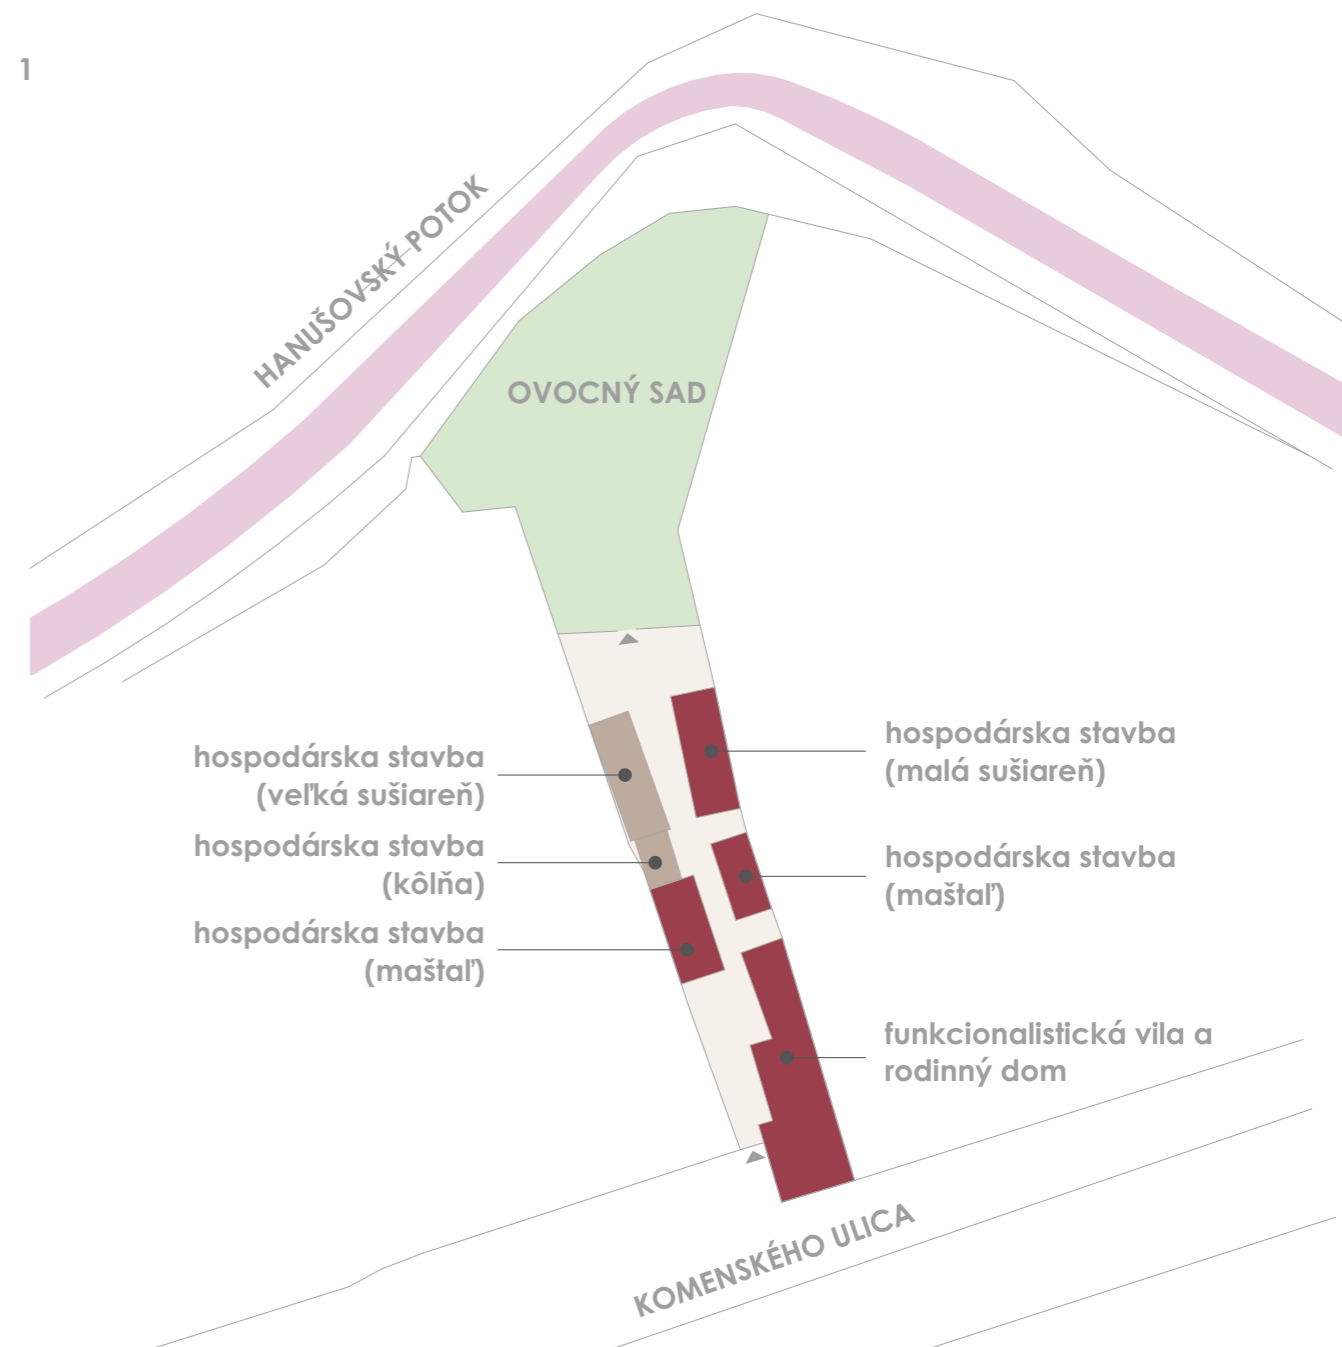 1
HANUŠOVSKÝ POTOK
OVOCNÝ SAD
hospodárska stavba
(veľká sušiareň)
hospodárska stavba
(kôlňa)
hospodárska stavba
(maštaľ)
hospodárska stavba
(malá sušiareň)
hospodárska stavba
(maštaľ)
funkcionalistická vila a
rodinný dom
KOMENSKÉHO ULICA